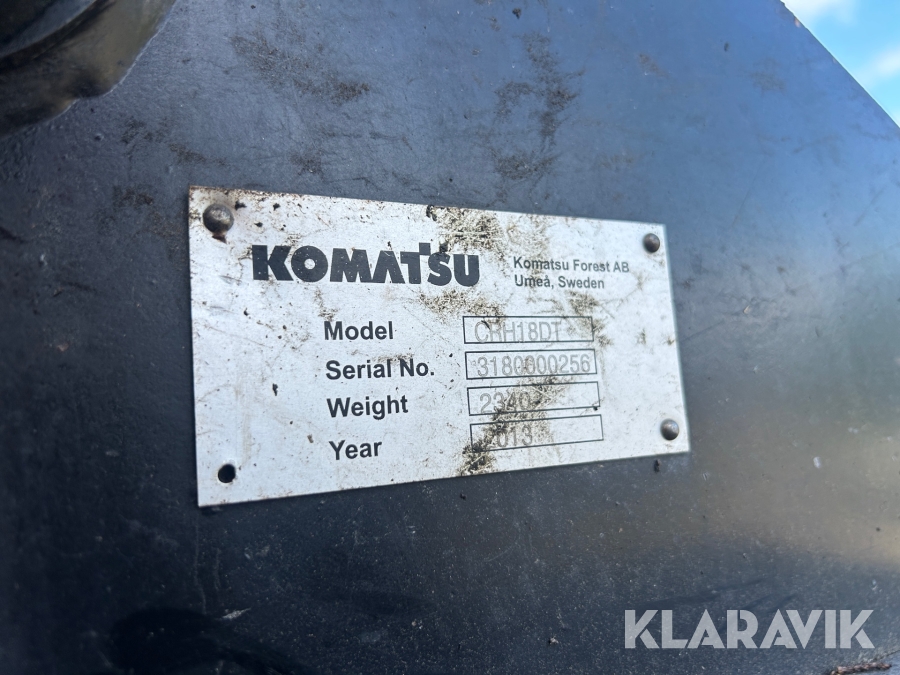 KOMATSU
Komatsu Forest AB
Umeå, Sweden
Model CRH18DT
Serial No. 3180000256
Weight 2340
Year 2013
KLARAVIK